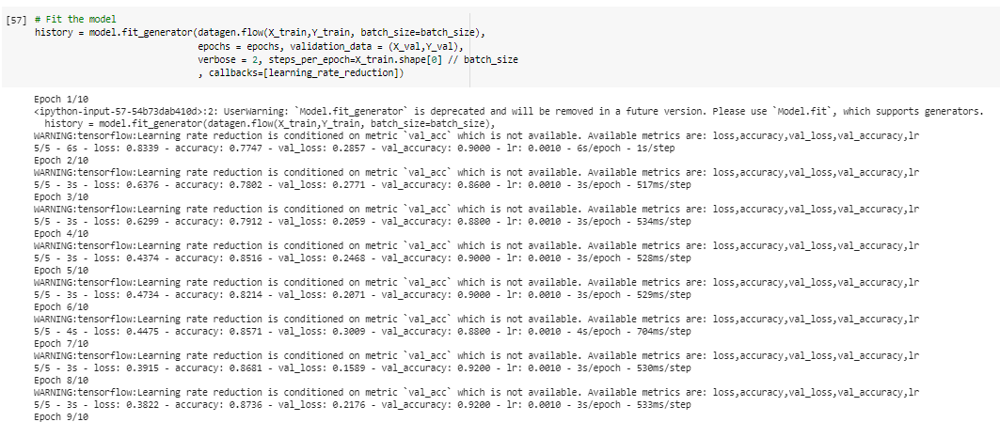 [57] # Fit the model
history = model.fit_generator(datagen.flow(X_train,Y_train, batch_size=batch_size),
epochs = epochs, validation_data = (X_val,Y_val),
verbose = 2, steps_per_epoch=X_train.shape[0] // batch_size
, callbacks=[learning_rate_reduction])
Epoch 1/10
<ipython-input-57-54b73dab410d>:2: UserWarning: `Model.fit_generator` is deprecated and will be removed in a future version. Please use `Model.fit`, which supports generators.
history = model.fit_generator(datagen.flow(X_train,Y_train, batch_size=batch_size),
WARNING:tensorflow:Learning rate reduction is conditioned on metric `val_acc` which is not available. Available metrics are: loss,accuracy,val_loss,val_accuracy,lr
5/5 - 6s - loss: 0.8339 - accuracy: 0.7747 - val_loss: 0.2857 - val_accuracy: 0.9000 - lr: 0.0010 - 6s/epoch - 1s/step
Epoch 2/10
WARNING:tensorflow:Learning rate reduction is conditioned on metric `val_acc` which is not available. Available metrics are: loss,accuracy,val_loss,val_accuracy,lr
5/5 - 3s - loss: 0.6376 - accuracy: 0.7802 - val_loss: 0.2771 - val_accuracy: 0.8600 - lr: 0.0010 - 3s/epoch - 517ms/step
Epoch 3/10
WARNING:tensorflow:Learning rate reduction is conditioned on metric `val_acc` which is not available. Available metrics are: loss,accuracy,val_loss,val_accuracy,lr
5/5 - 3s - loss: 0.6299 - accuracy: 0.7912 - val_loss: 0.2059 - val_accuracy: 0.8800 - lr: 0.0010 - 3s/epoch - 534ms/step
Epoch 4/10
WARNING:tensorflow:Learning rate reduction is conditioned on metric `val_acc` which is not available. Available metrics are: loss,accuracy,val_loss,val_accuracy,lr
5/5 - 3s - loss: 0.4374 - accuracy: 0.8516 - val_loss: 0.2468 - val_accuracy: 0.9000 - lr: 0.0010 - 3s/epoch - 528ms/step
Epoch 5/10
WARNING:tensorflow:Learning rate reduction is conditioned on metric `val_acc` which is not available. Available metrics are: loss,accuracy,val_loss,val_accuracy,lr
5/5 - 3s - loss: 0.4734 - accuracy: 0.8214 - val_loss: 0.2071 - val_accuracy: 0.9000 - lr: 0.0010 - 3s/epoch - 529ms/step
Epoch 6/10
WARNING:tensorflow:Learning rate reduction is conditioned on metric `val_acc` which is not available. Available metrics are: loss,accuracy,val_loss,val_accuracy,lr
5/5 - 4s - loss: 0.4475 - accuracy: 0.8571 - val_loss: 0.3009 - val_accuracy: 0.8800 - lr: 0.0010 - 4s/epoch - 704ms/step
Epoch 7/10
WARNING:tensorflow:Learning rate reduction is conditioned on metric `val_acc` which is not available. Available metrics are: loss,accuracy,val_loss,val_accuracy,lr
5/5 - 3s - loss: 0.3915 - accuracy: 0.8681 - val_loss: 0.1589 - val_accuracy: 0.9200 - lr: 0.0010 - 3s/epoch - 530ms/step
Epoch 8/10
WARNING:tensorflow:Learning rate reduction is conditioned on metric `val_acc` which is not available. Available metrics are: loss,accuracy,val_loss,val_accuracy,lr
5/5 - 3s - loss: 0.3822 - accuracy: 0.8736 - val_loss: 0.2176 - val_accuracy: 0.9200 - lr: 0.0010 - 3s/epoch - 533ms/step
Epoch 9/10